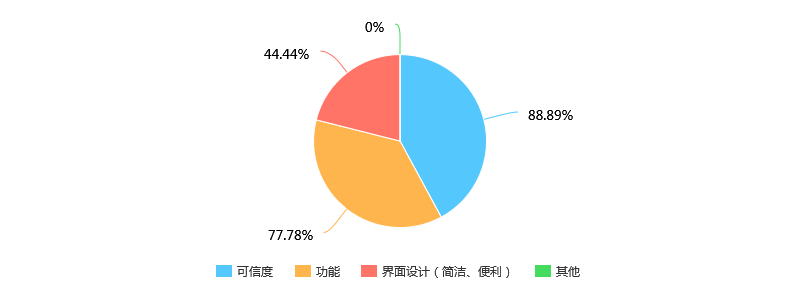 0%
44.44%
88.89%
77.78%
可信度 功能 界面设计（简洁、便利） 其他